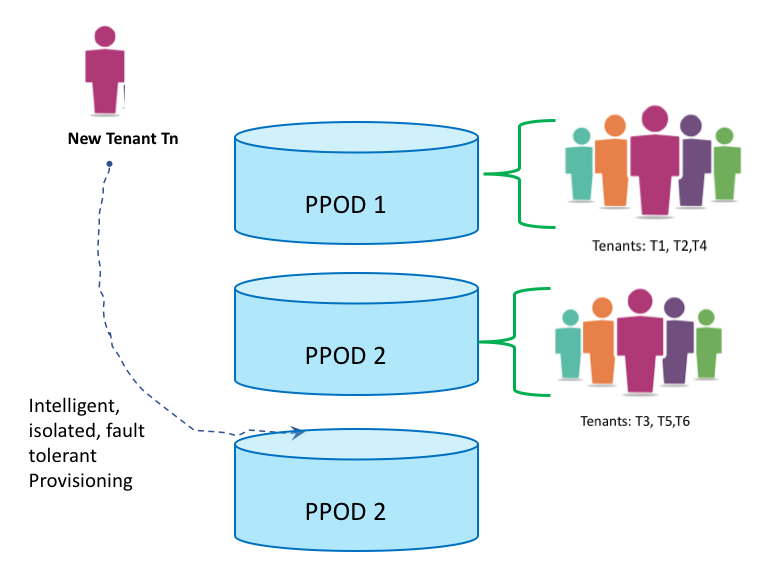 New Tenant Tn
PPOD 1
Tenants: T1, T2,T4
PPOD 2
Tenants: T3, T5,T6
Intelligent,
isolated, fault
tolerant
Provisioning
PPOD 2